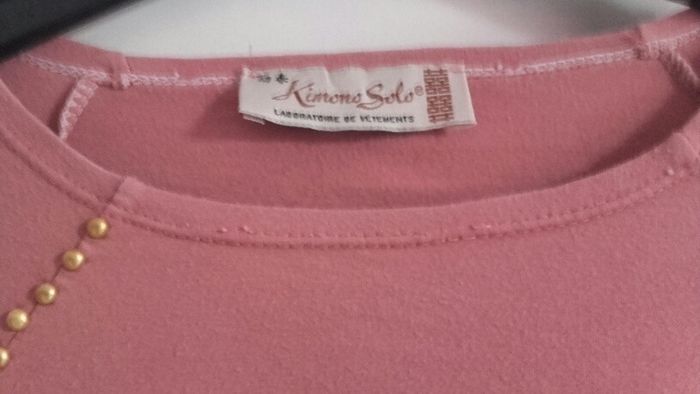 Kimono Solo®
LABORATOIRE DE VÊTEMENTS